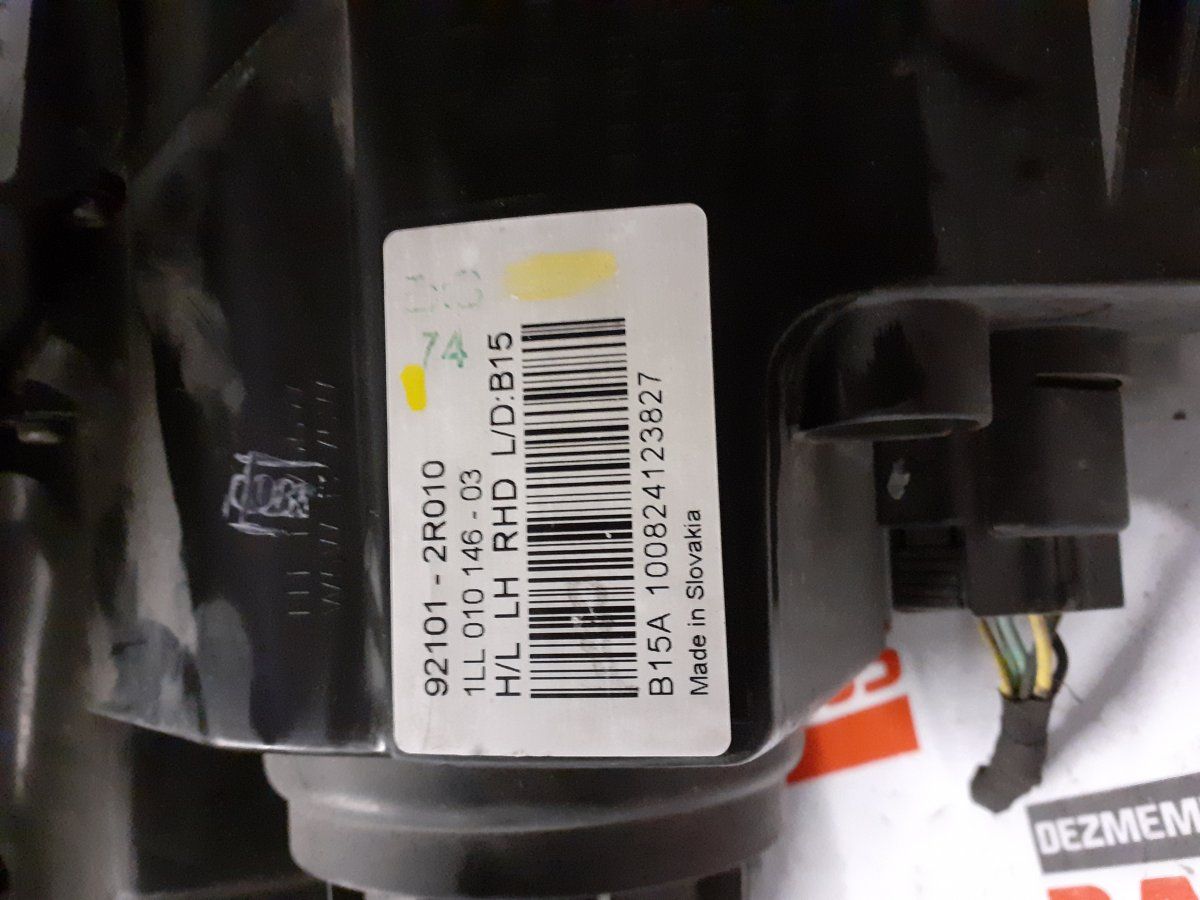 74
92101 - 2R010
1LL 010 146 - 03
H/L LH RHD L/D:B15
B15A 100824123827
Made in Slovakia
DEZMEM